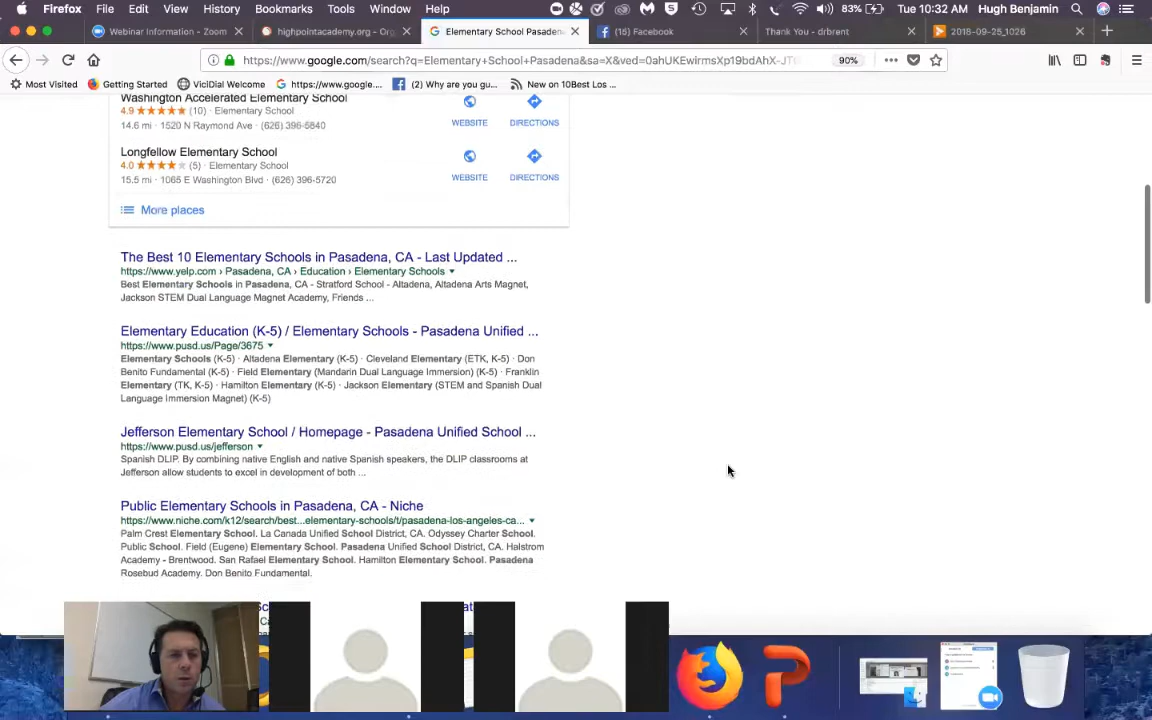 Firefox File Edit View History Bookmarks Tools Window Help 83% Tue 10:32 AM Hugh Benjamin
Webinar Information - Zoom
highpointacademy.org - Organ
Elementary School Pasadena
(15) Facebook
Thank You - drbrent
2018-09-25_1026
https://www.google.com/search?q=Elementary+School+Pasadena&sa=X&ved=0ahUKEwirmsXp19bdAhX-JT 90%
Most Visited Getting Started ViciDial Welcome https://www.google.... (2) Why are you gu... New on 10Best Los ...
Washington Accelerated Elementary School
4.9 (10) · Elementary School
14.6 mi · 1520 N Raymond Ave · (626) 396-5840
WEBSITE DIRECTIONS
Longfellow Elementary School
4.0 (5) · Elementary School
15.5 mi · 1065 E Washington Blvd · (626) 396-5720
WEBSITE DIRECTIONS
More places
The Best 10 Elementary Schools in Pasadena, CA - Last Updated ...
https://www.yelp.com › Pasadena, CA › Education › Elementary Schools
Best Elementary Schools in Pasadena, CA - Stratford School - Altadena, Altadena Arts Magnet,
Jackson STEM Dual Language Magnet Academy, Friends ...
Elementary Education (K-5) / Elementary Schools - Pasadena Unified ...
https://www.pusd.us/Page/3675
Elementary Schools (K-5) · Altadena Elementary (K-5) · Cleveland Elementary (ETK, K-5) · Don
Benito Fundamental (K-5) · Field Elementary (Mandarin Dual Language Immersion) (K-5) · Franklin
Elementary (TK, K-5) · Hamilton Elementary (K-5) · Jackson Elementary (STEM and Spanish Dual
Language Immersion Magnet) (K-5)
Jefferson Elementary School / Homepage - Pasadena Unified School ...
https://www.pusd.us/jefferson
Spanish DLIP. By combining native English and native Spanish speakers, the DLIP classrooms at
Jefferson allow students to excel in development of both ...
Public Elementary Schools in Pasadena, CA - Niche
https://www.niche.com/k12/search/best...elementary-schools/t/pasadena-los-angeles-ca...
Palm Crest Elementary School. La Canada Unified School District, CA. Odyssey Charter School.
Public School. Field (Eugene) Elementary School. Pasadena Unified School District, CA. Halstrom
Academy - Brentwood. San Rafael Elementary School. Hamilton Elementary School. Pasadena
Rosebud Academy. Don Benito Fundamental.